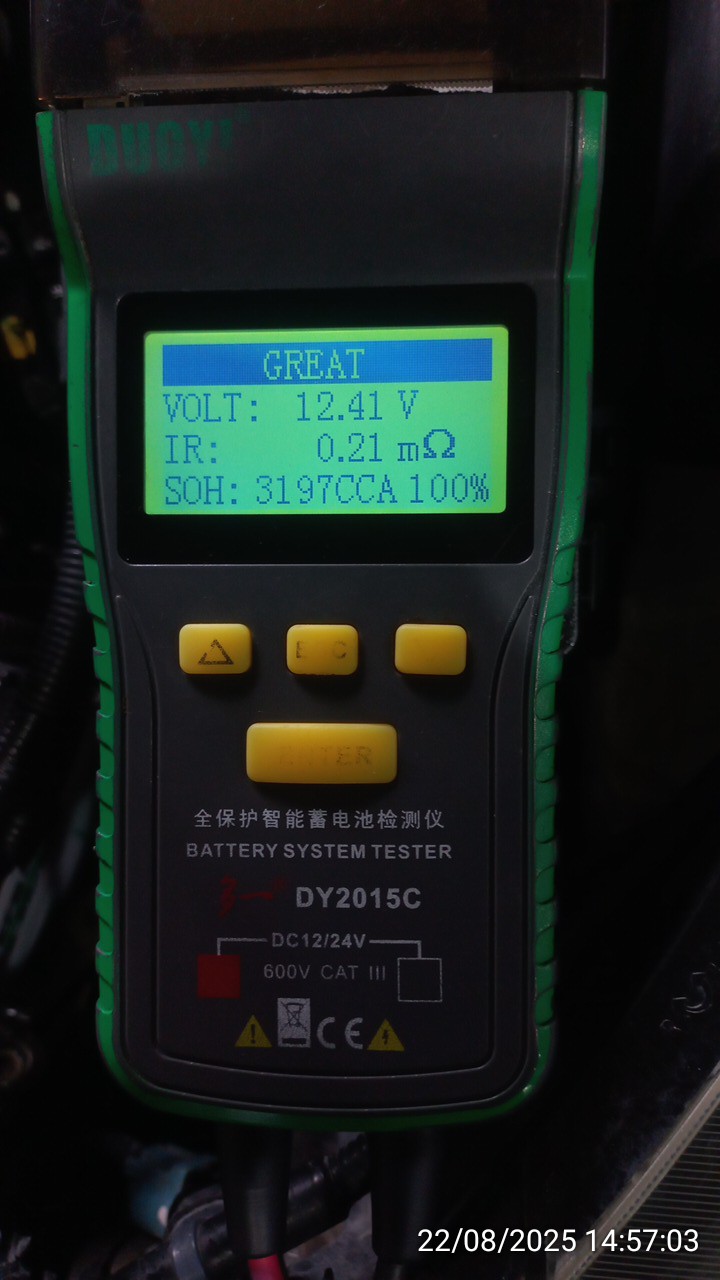 DUOYI
GREAT
VOLT: 12.41 V
IR: 0.21 mΩ
SOH: 3197CCA 100%
ENTER
全保护智能蓄电池检测仪
BATTERY SYSTEM TESTER
DY2015C
DC12/24V
600V CAT III
CE
22/08/2025 14:57:03